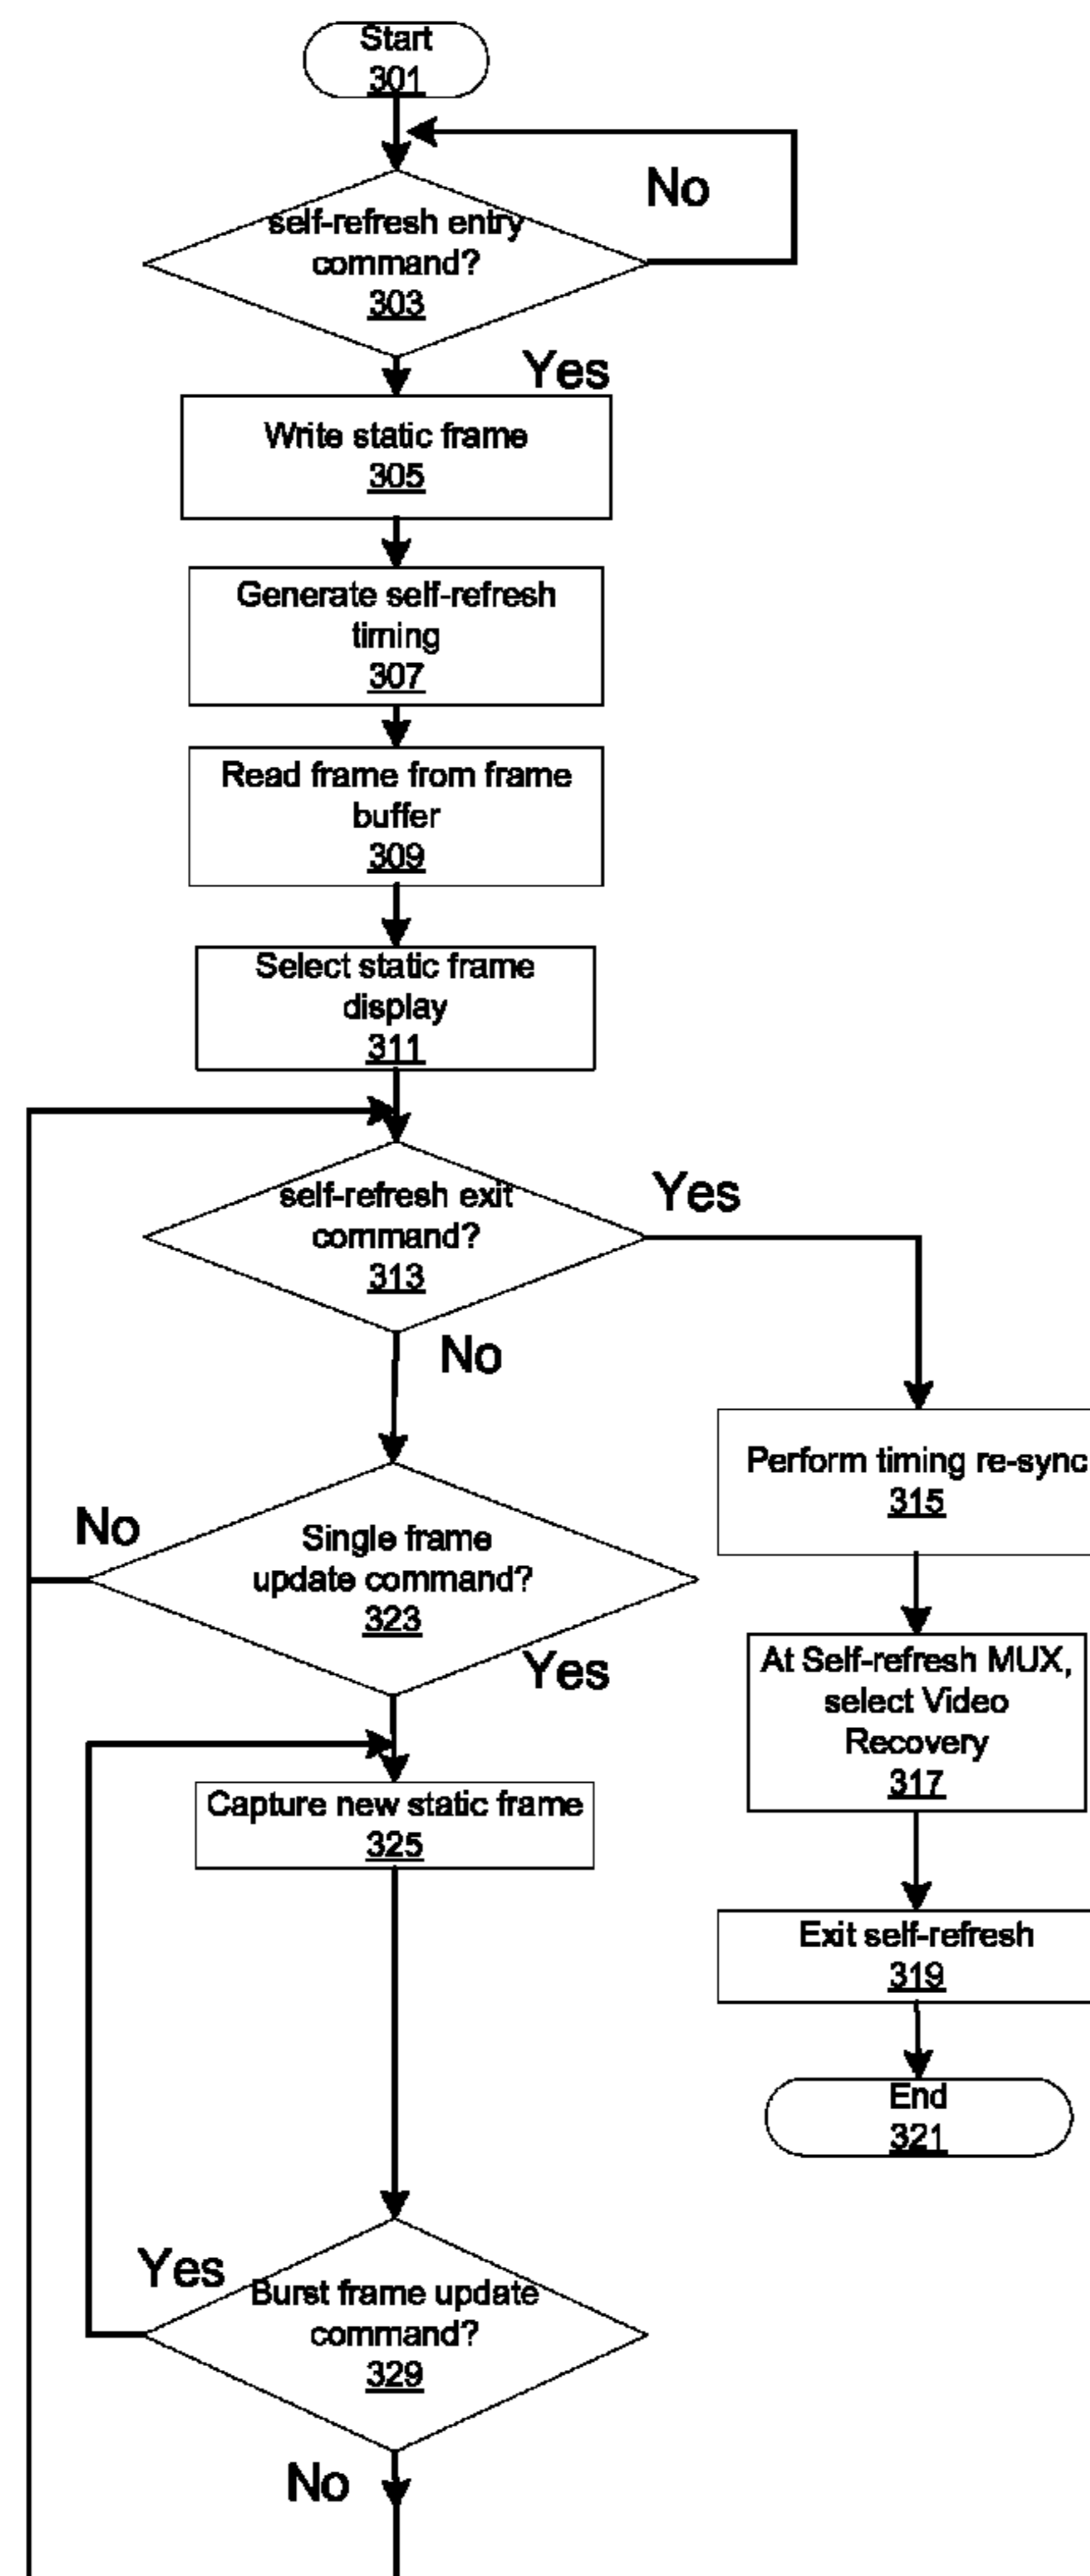 Start
301
No
self-refresh entry
command?
303
Yes
Write static frame
305
Generate self-refresh
timing
307
Read frame from frame
buffer
309
Select static frame
display
311
self-refresh exit
command?
313
Yes
No
Perform timing re-sync
315
No
Single frame
update command?
323
Yes
At Self-refresh MUX,
select Video
Recovery
317
Capture new static frame
325
Exit self-refresh
319
End
321
Yes
Burst frame update
command?
329
No